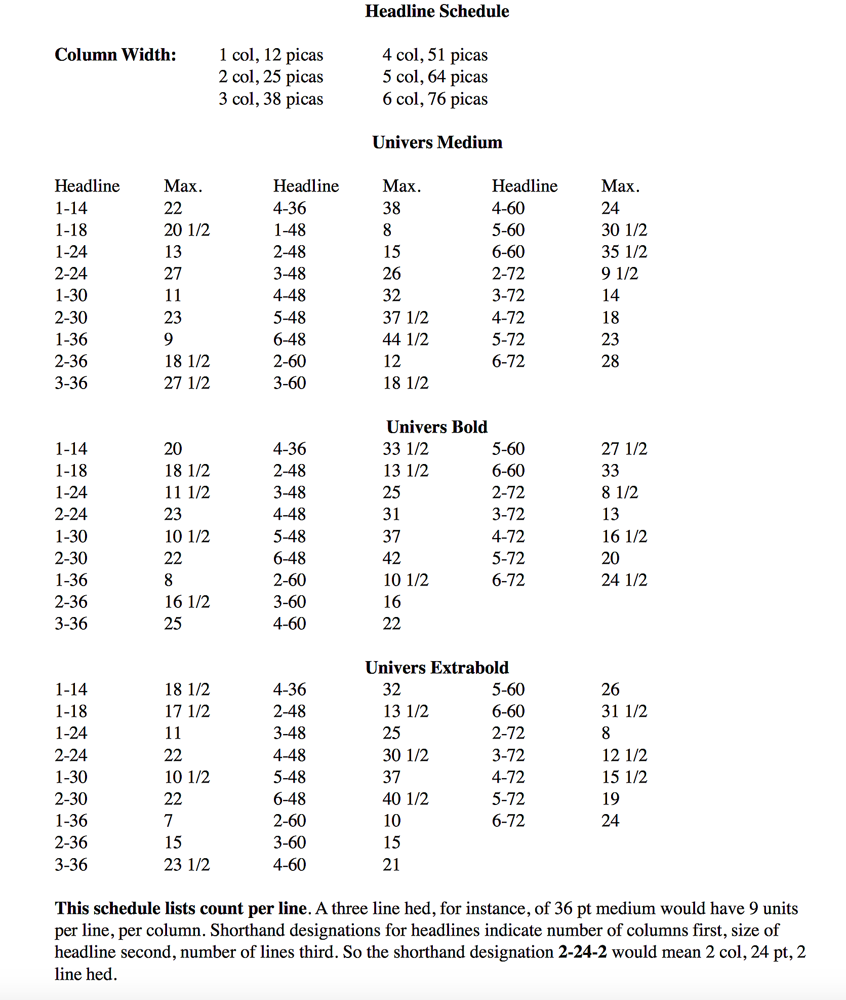 Headline Schedule
Column Width: 1 col, 12 picas 4 col, 51 picas
2 col, 25 picas 5 col, 64 picas
3 col, 38 picas 6 col, 76 picas
Univers Medium
Headline Max. Headline Max. Headline Max.
1-14 22 4-36 38 4-60 24
1-18 20 1/2 1-48 8 5-60 30 1/2
1-24 13 2-48 15 6-60 35 1/2
2-24 27 3-48 26 2-72 9 1/2
1-30 11 4-48 32 3-72 14
2-30 23 5-48 37 1/2 4-72 18
1-36 9 6-48 44 1/2 5-72 23
2-36 18 1/2 2-60 12 6-72 28
3-36 27 1/2 3-60 18 1/2
Univers Bold
1-14 20 4-36 33 1/2 5-60 27 1/2
1-18 18 1/2 2-48 13 1/2 6-60 33
1-24 11 1/2 3-48 25 2-72 8 1/2
2-24 23 4-48 31 3-72 13
1-30 10 1/2 5-48 37 4-72 16 1/2
2-30 22 6-48 42 5-72 20
1-36 8 2-60 10 1/2 6-72 24 1/2
2-36 16 1/2 3-60 16
3-36 25 4-60 22
Univers Extrabold
1-14 18 1/2 4-36 32 5-60 26
1-18 17 1/2 2-48 13 1/2 6-60 31 1/2
1-24 11 3-48 25 2-72 8
2-24 22 4-48 30 1/2 3-72 12 1/2
1-30 10 1/2 5-48 37 4-72 15 1/2
2-30 22 6-48 40 1/2 5-72 19
1-36 7 2-60 10 6-72 24
2-36 15 3-60 15
3-36 23 1/2 4-60 21
This schedule lists count per line. A three line hed, for instance, of 36 pt medium would have 9 units
per line, per column. Shorthand designations for headlines indicate number of columns first, size of
headline second, number of lines third. So the shorthand designation 2-24-2 would mean 2 col, 24 pt, 2
line hed.